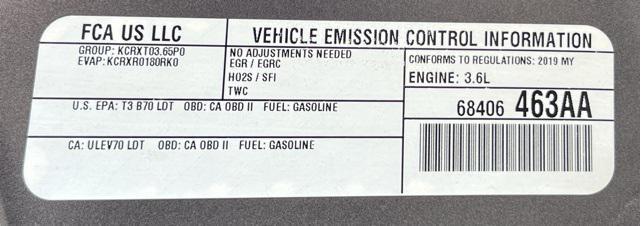 FCA US LLC
GROUP: KCRXT03.65P0
EVAP: KCRXR0180RK0
VEHICLE EMISSION CONTROL INFORMATION
NO ADJUSTMENTS NEEDED
EGR / EGRC
HO2S / SFI
TWC
CONFORMS TO REGULATIONS: 2019 MY
ENGINE: 3.6L
U.S. EPA: T3 B70 LDT OBD: CA OBD II FUEL: GASOLINE
CA: ULEV70 LDT OBD: CA OBD II FUEL: GASOLINE
68406 463AA